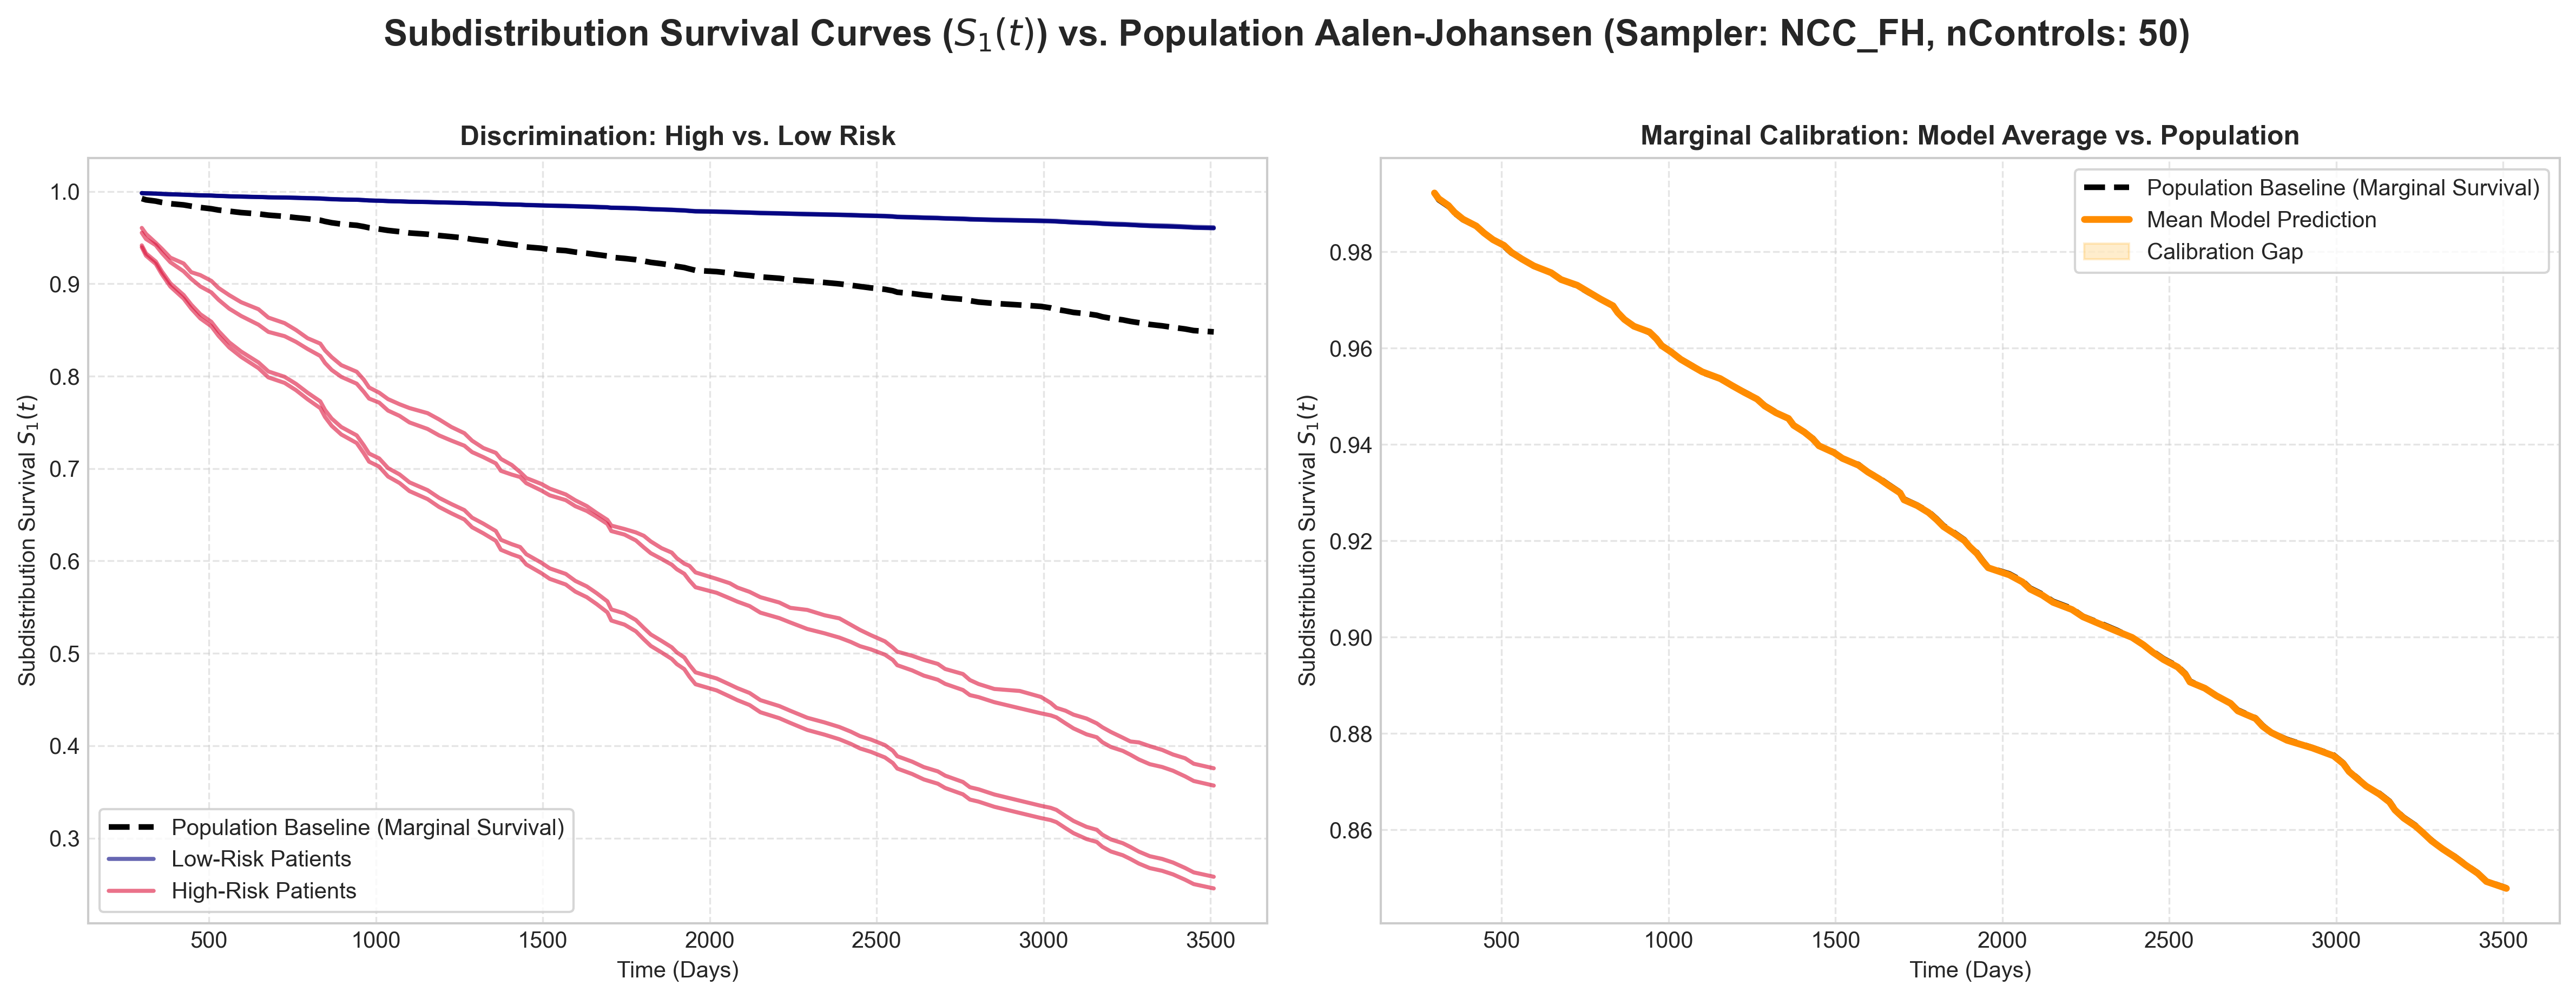 Subdistribution Survival Curves (S₁(t)) vs. Population Aalen-Johansen (Sampler: NCC_FH, nControls: 50)
Discrimination: High vs. Low Risk
Subdistribution Survival S₁(t)
1.0
0.9
0.8
0.7
0.6
0.5
0.4
0.3
Population Baseline (Marginal Survival)
Low-Risk Patients
High-Risk Patients
500 1000 1500 2000 2500 3000 3500
Time (Days)
Marginal Calibration: Model Average vs. Population
Subdistribution Survival S₁(t)
0.98
0.96
0.94
0.92
0.90
0.88
0.86
Population Baseline (Marginal Survival)
Mean Model Prediction
Calibration Gap
500 1000 1500 2000 2500 3000 3500
Time (Days)